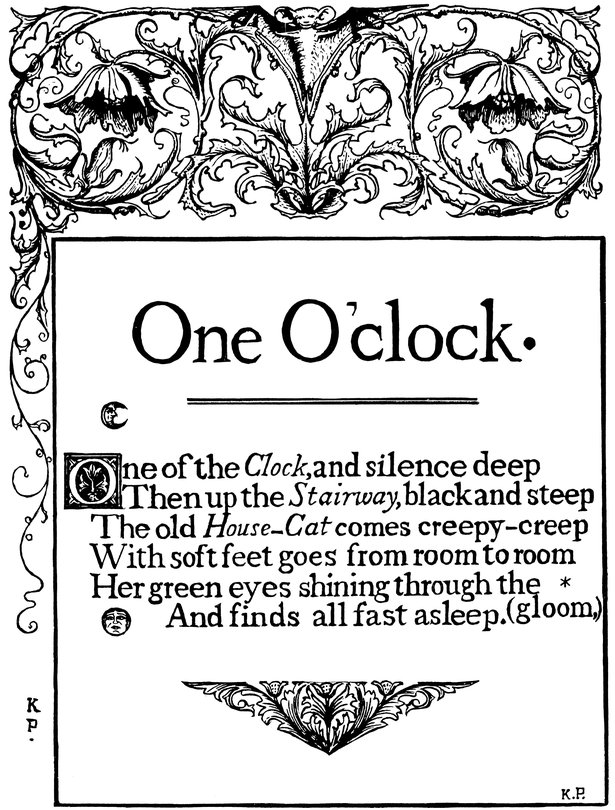 One O'clock.
One of the Clock, and silence deep
Then up the Stairway, black and steep
The old House-Cat comes creepy-creep
With soft feet goes from room to room
Her green eyes shining through the *
And finds all fast asleep. (gloom,)
K.
P.
K.P.